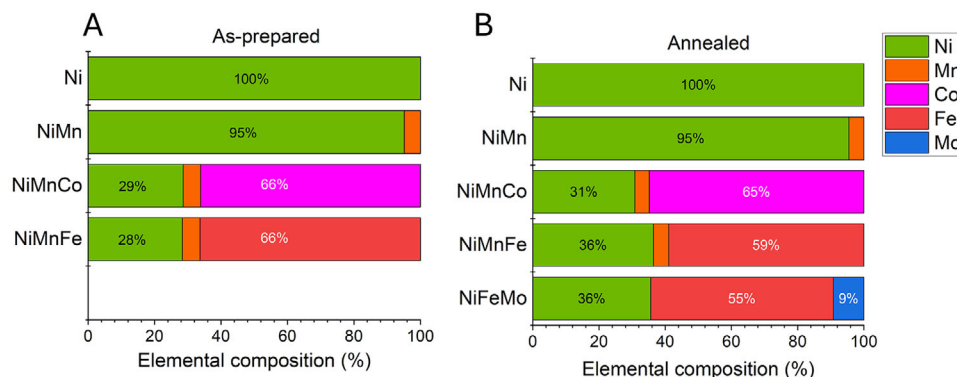 A
As-prepared
Ni
100%
NiMn
95%
NiMnCo
29%
66%
NiMnFe
28%
66%
0
20
40
60
80
100
Elemental composition (%)
B
Annealed
Ni
100%
NiMn
95%
NiMnCo
31%
65%
NiMnFe
36%
59%
NiFeMo
36%
55%
9%
0
20
40
60
80
100
Elemental composition (%)
Ni
Mn
Co
Fe